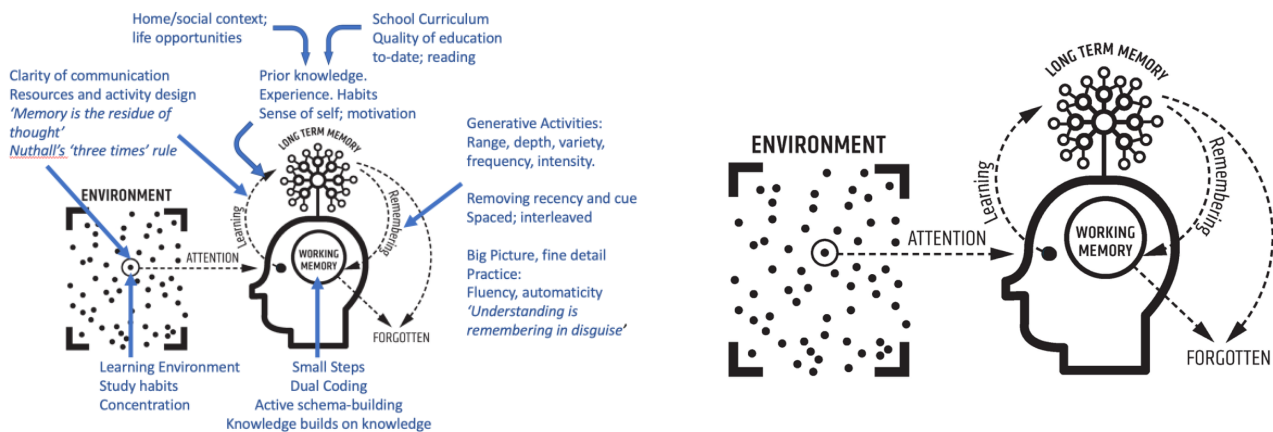 Home/social context;
life opportunities
School Curriculum
Quality of education
to-date; reading
Clarity of communication
Resources and activity design
‘Memory is the residue of
thought’
Nuthall’s ‘three times’ rule
Prior knowledge.
Experience. Habits
Sense of self; motivation
Generative Activities:
Range, depth, variety,
frequency, intensity.
Removing recency and cue
Spaced; interleaved
Big Picture, fine detail
Practice:
Fluency, automaticity
‘Understanding is
remembering in disguise’
ENVIRONMENT
ATTENTION
Learning
LONG TERM MEMORY
Remembering
WORKING
MEMORY
FORGOTTEN
Learning Environment
Study habits
Concentration
Small Steps
Dual Coding
Active schema-building
Knowledge builds on knowledge
ENVIRONMENT
ATTENTION
Learning
LONG TERM MEMORY
Remembering
WORKING
MEMORY
FORGOTTEN